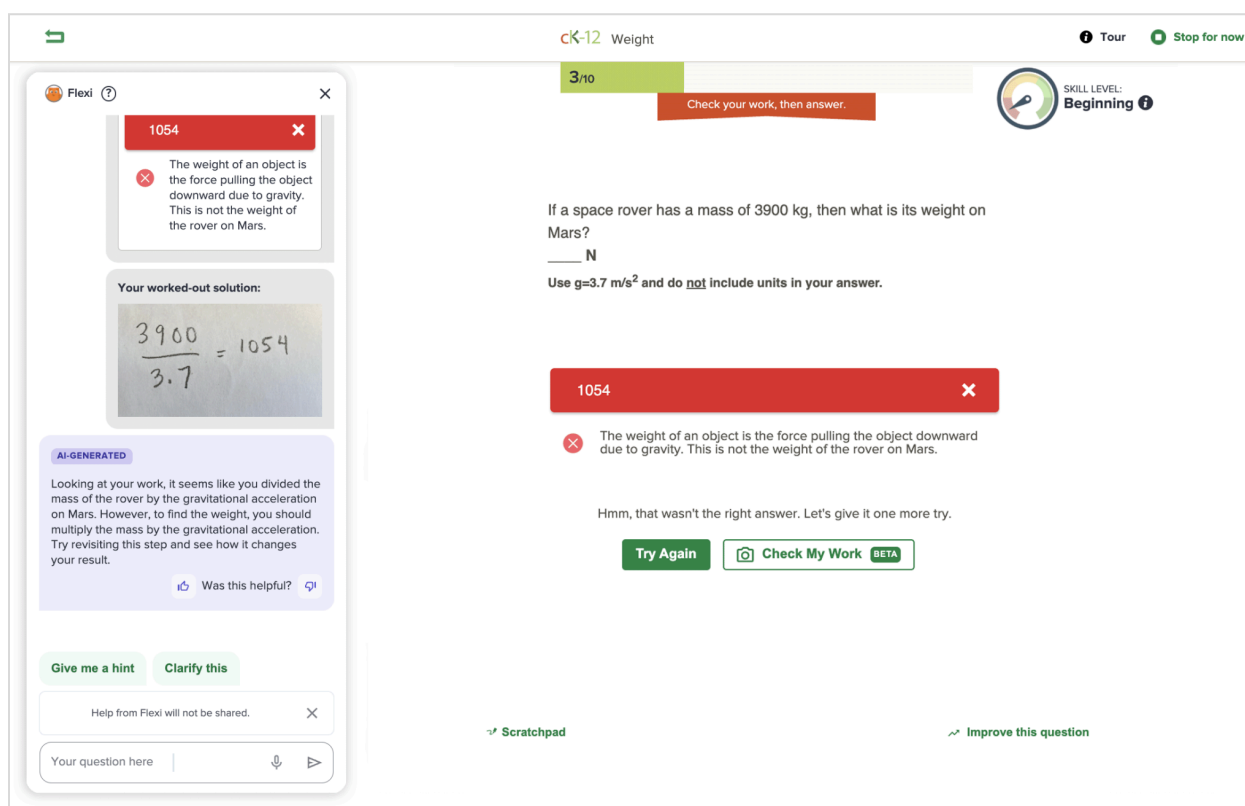 cK-12 Weight
Tour
Stop for now
Flexi ?
1054
The weight of an object is
the force pulling the object
downward due to gravity.
This is not the weight of
the rover on Mars.
Your worked-out solution:
3900
3.7
= 1054
AI-GENERATED
Looking at your work, it seems like you divided the
mass of the rover by the gravitational acceleration
on Mars. However, to find the weight, you should
multiply the mass by the gravitational acceleration.
Try revisiting this step and see how it changes
your result.
Was this helpful?
Give me a hint
Clarify this
Help from Flexi will not be shared.
Your question here
3/10
Check your work, then answer.
SKILL LEVEL:
Beginning
If a space rover has a mass of 3900 kg, then what is its weight on
Mars?
____ N
Use g=3.7 m/s² and do not include units in your answer.
1054
The weight of an object is the force pulling the object downward
due to gravity. This is not the weight of the rover on Mars.
Hmm, that wasn't the right answer. Let's give it one more try.
Try Again
Check My Work BETA
Scratchpad
Improve this question